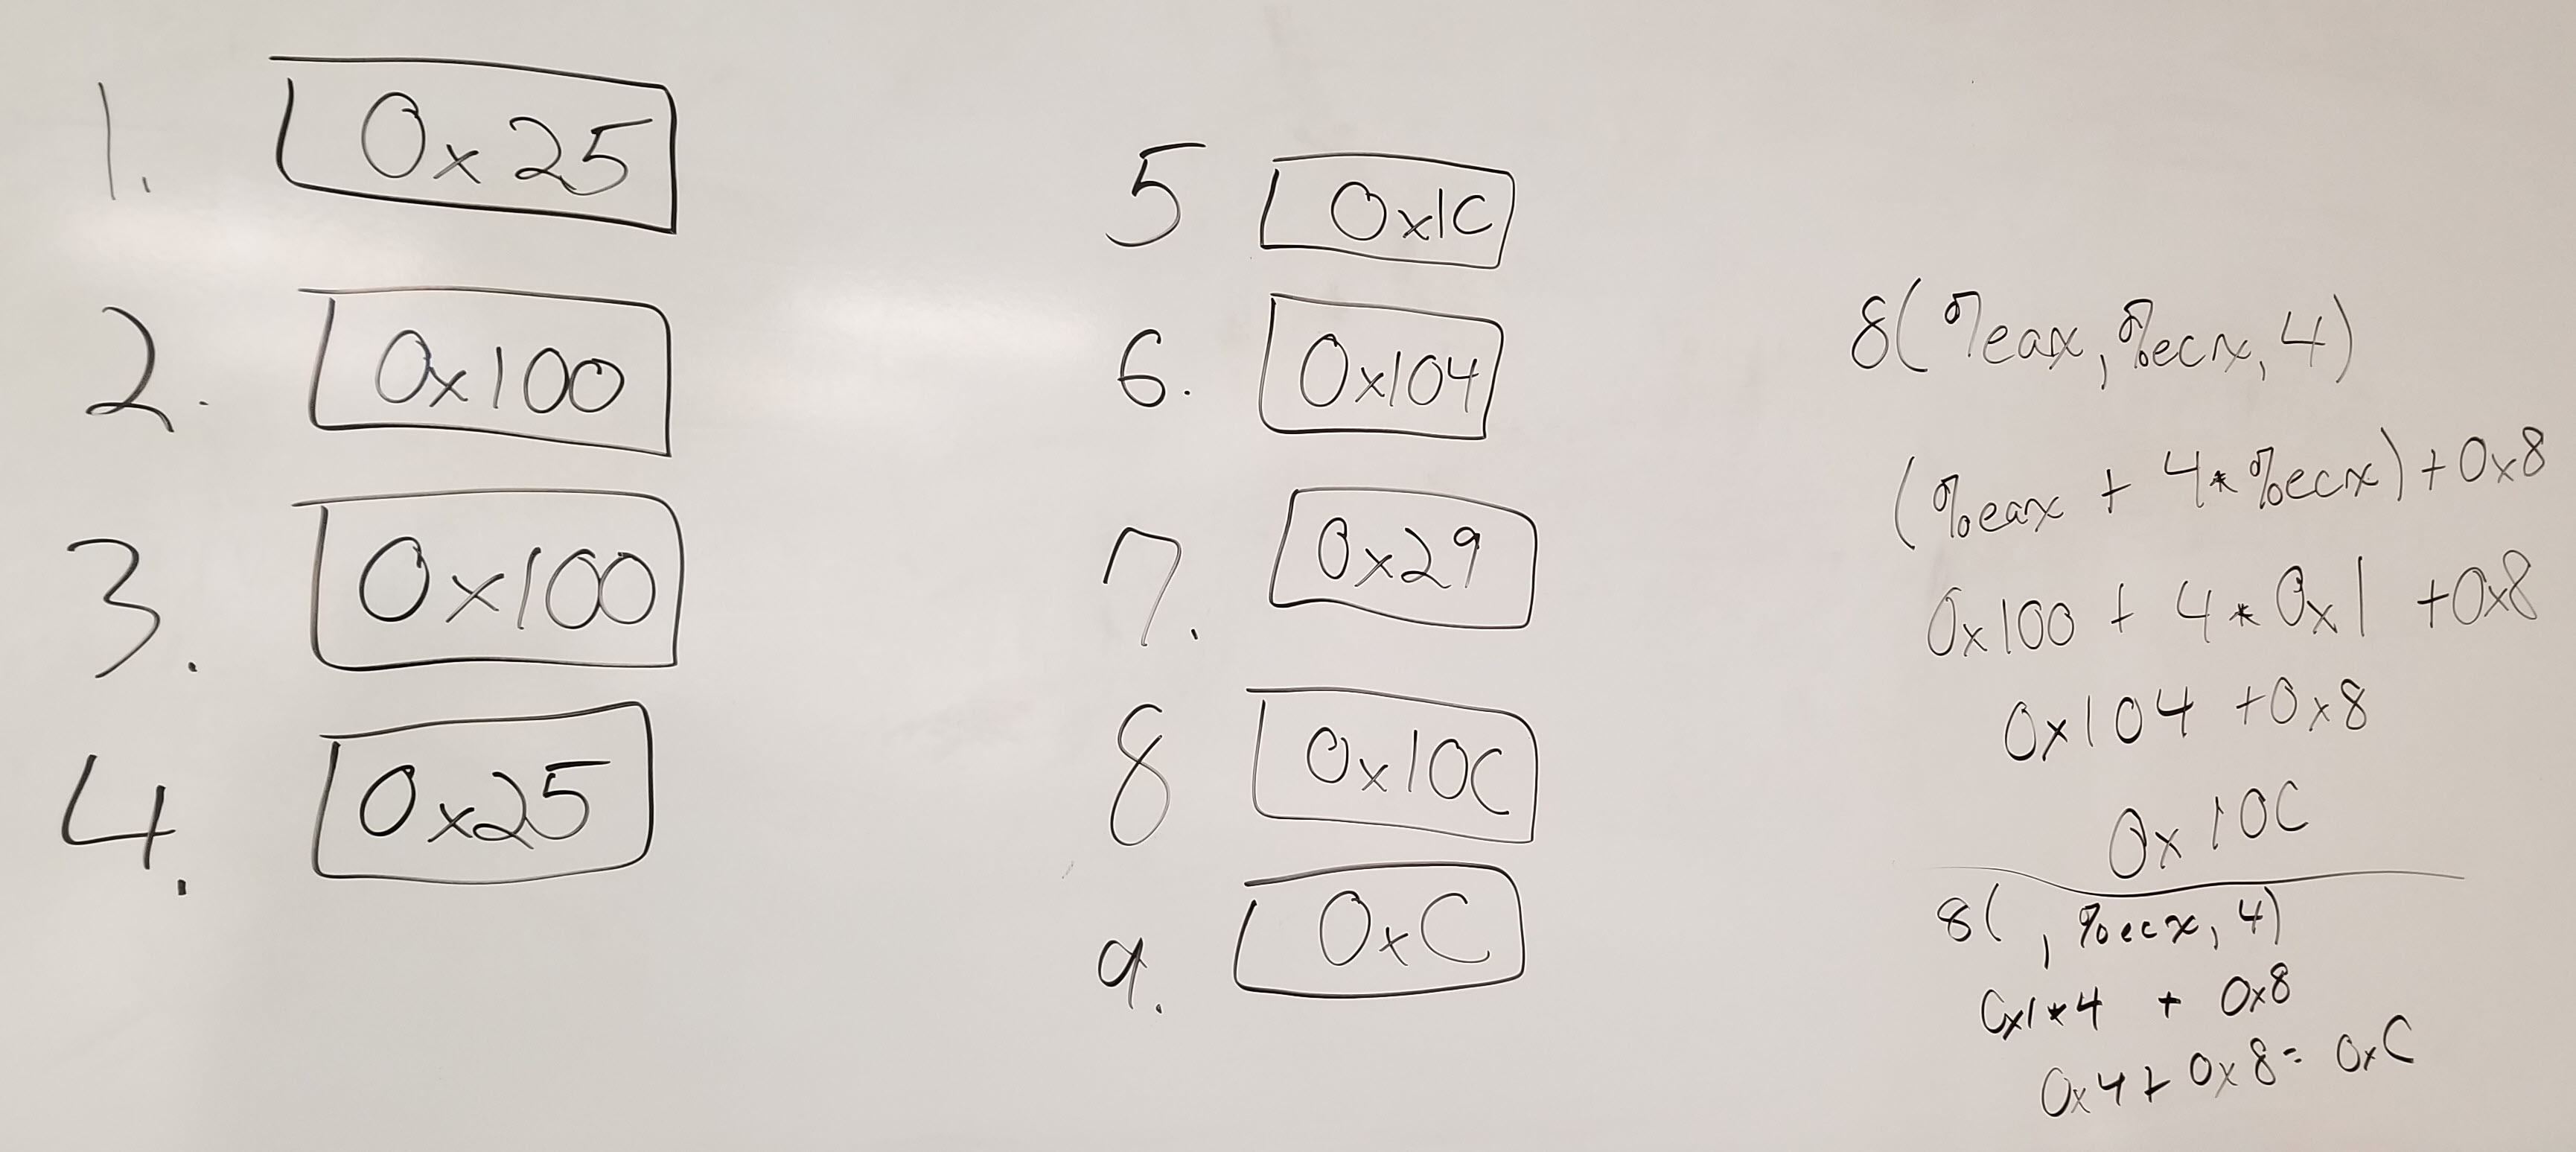 1. 0x25
2. 0x100
3. 0x100
4. 0x25
5 0x1C
6. 0x104
7. 0x29
8 0x10C
9. 0xC
8(%eax, %ecx, 4)
(%eax + 4*%ecx) + 0x8
0x100 + 4 * 0x1 + 0x8
0x104 + 0x8
0x10C
8( , %ecx, 4)
0x1*4 + 0x8
0x4 + 0x8 = 0xC